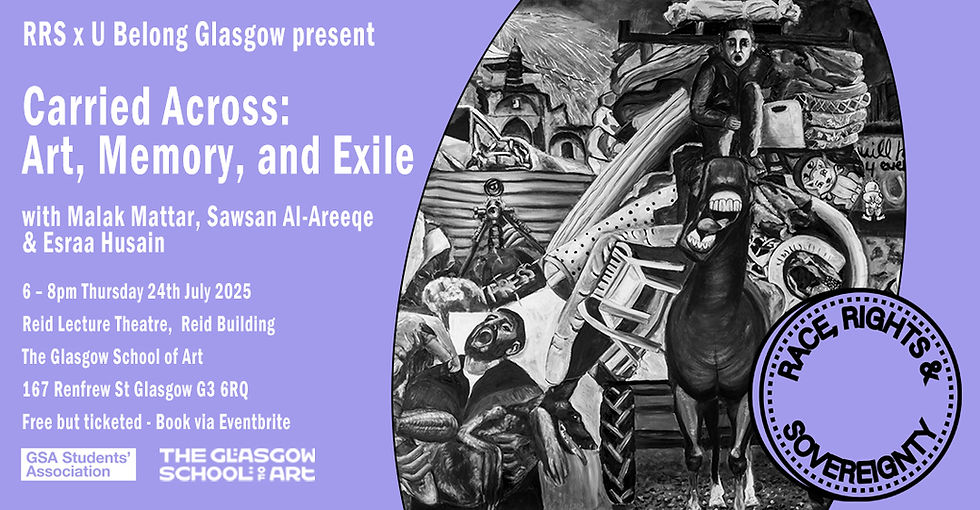 RRS x U Belong Glasgow present
Carried Across:
Art, Memory, and Exile
with Malak Mattar, Sawsan Al-Areeqe
& Esraa Husain
6 – 8pm Thursday 24th July 2025
Reid Lecture Theatre,  Reid Building
The Glasgow School of Art
167 Renfrew St Glasgow G3 6RQ
Free but ticketed - Book via Eventbrite
GSA Students'
Association
THE GLASGOW
SCHOOL OF ART
RACE, RIGHTS &
SOVEREIGNTY